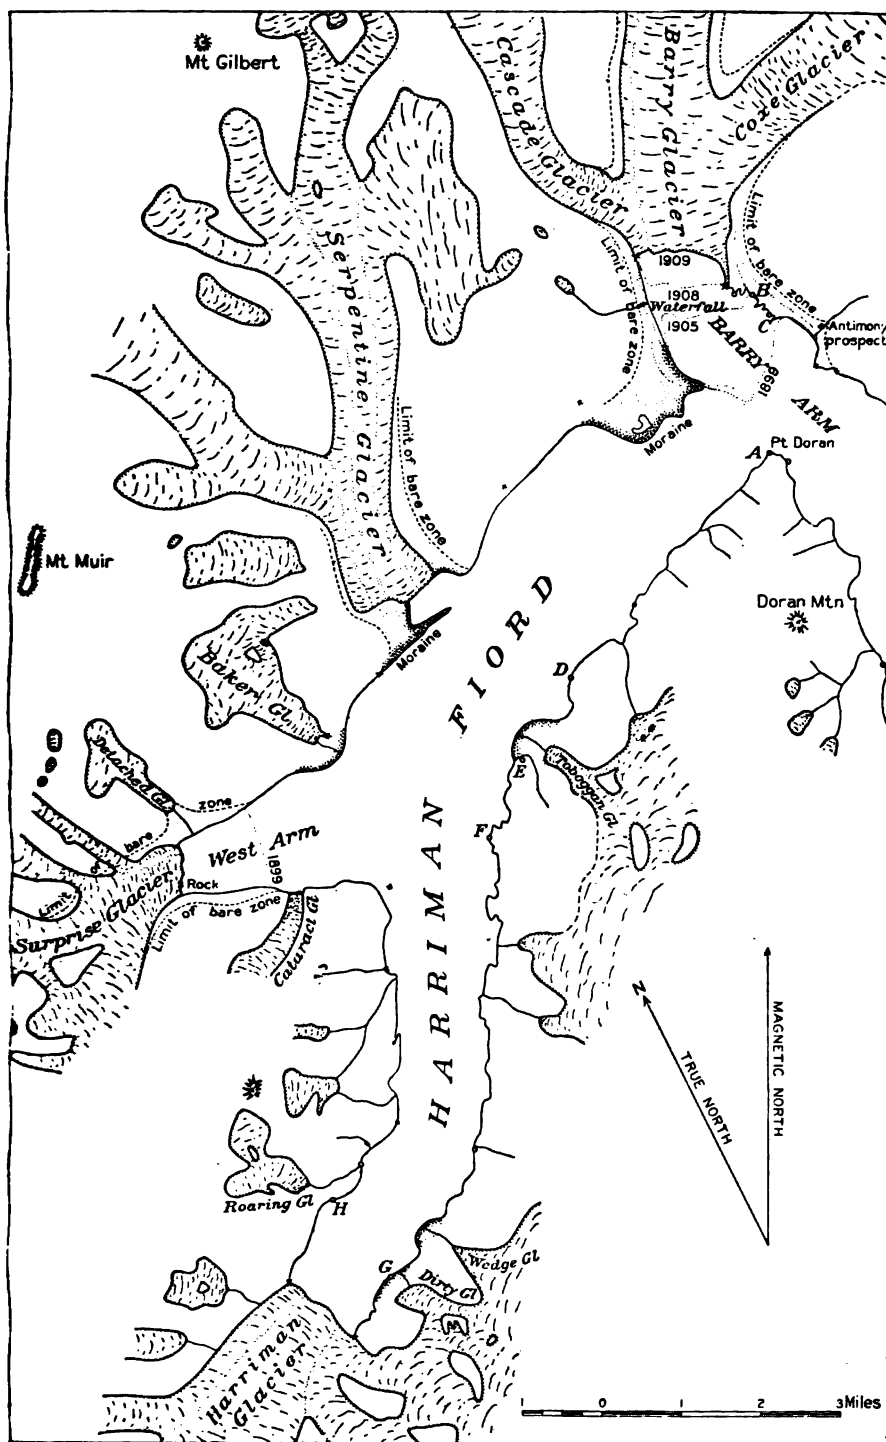 Mt Gilbert
Cascade Glacier
Barry Glacier
Coxe Glacier
Serpentine Glacier
Limit of bare zone
1909
Limit of bare zone
1908
Waterfall
1905
B
C
Antimony
prospect
BARRY ARM
1899
Limit of bare zone
Moraine
A
Pt Doran
Mt Muir
Doran Mtn
Moraine
Baker Gl.
D
HARRIMAN FIORD
E
Toboggan Gl
F
Detached Gl.
Limit of bare zone
West Arm
1899
Rock
Surprise Glacier
Limit of bare zone
Cataract Gl
N
TRUE NORTH
MAGNETIC NORTH
Roaring Gl
H
Wedge Gl
G
Dirty Gl
Harriman
Glacier
1 0 1 2 3 Miles